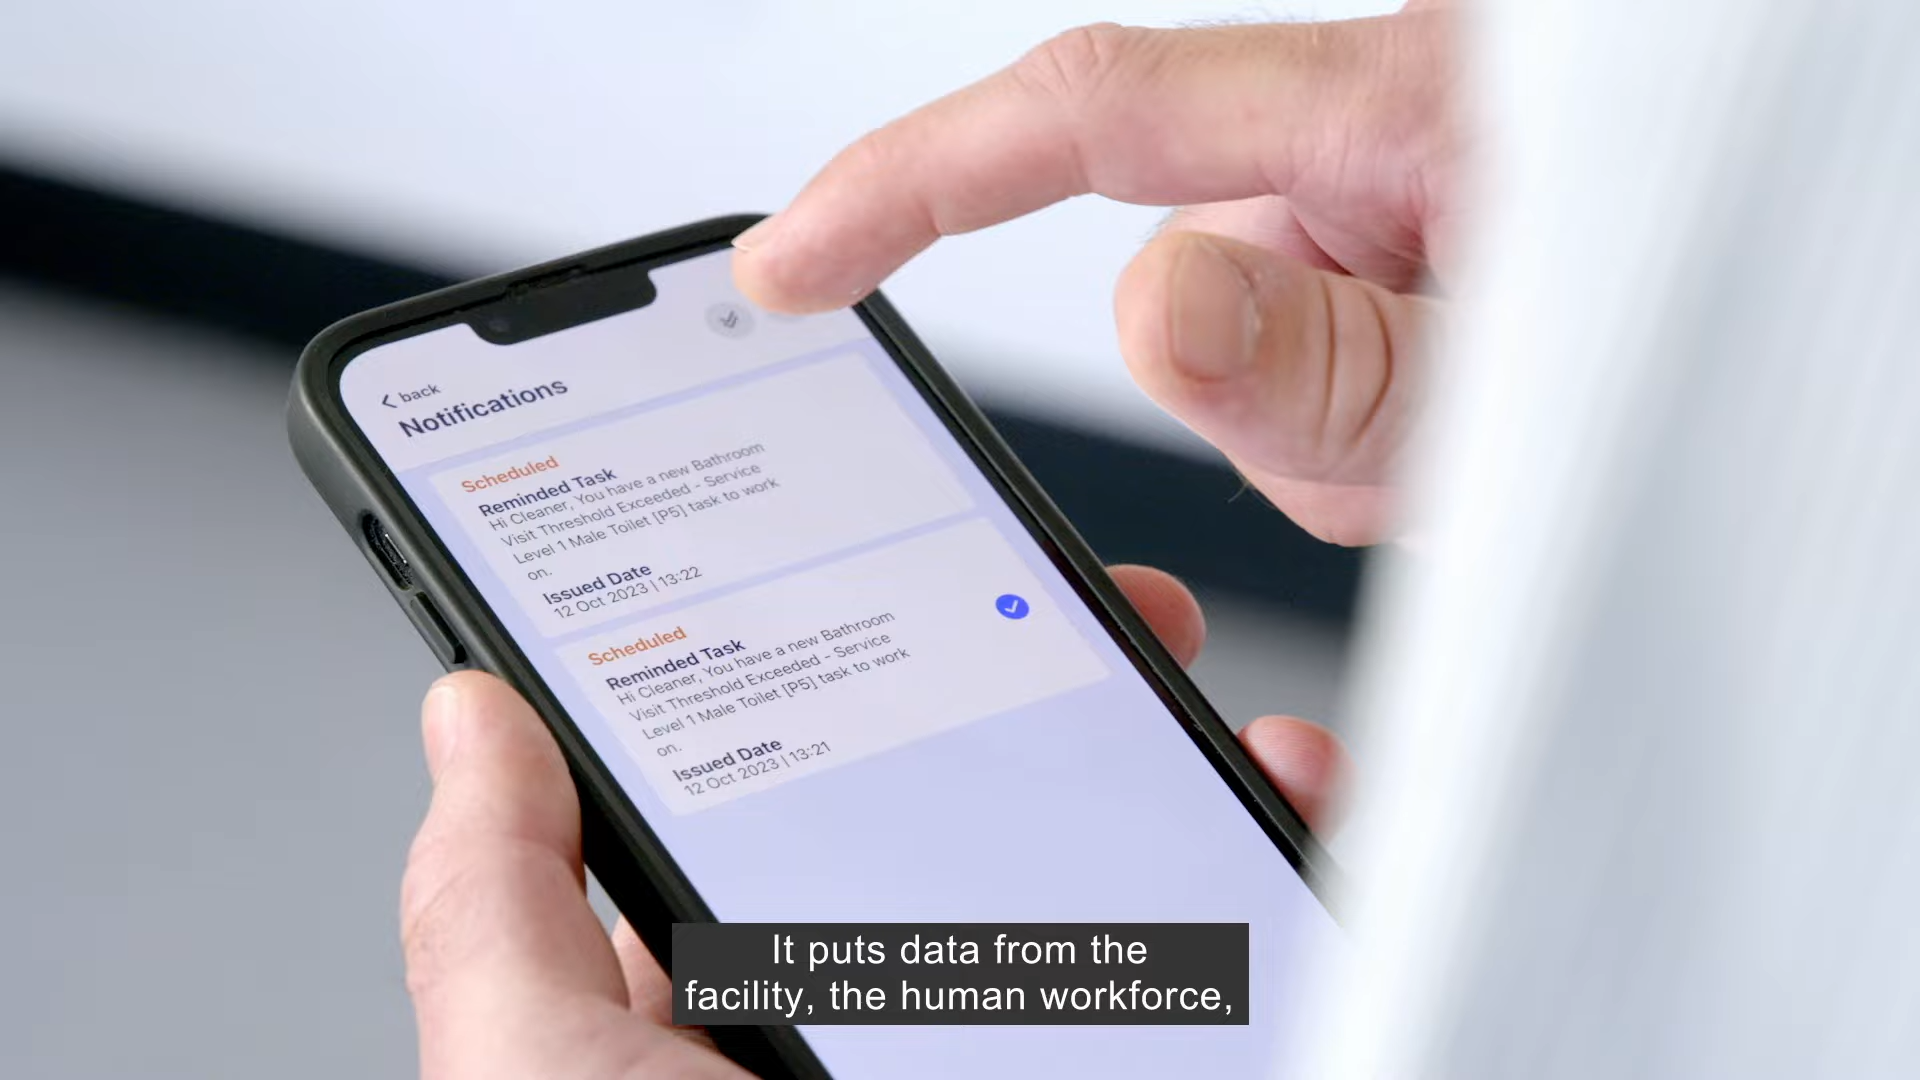 back
Notifications
Scheduled
Reminded Task
Hi Cleaner, You have a new Bathroom
Visit Threshold Exceeded - Service
Level 1 Male Toilet [P5] task to work
on.
Issued Date
12 Oct 2023 | 13:22
Scheduled
Reminded Task
Hi Cleaner, You have a new Bathroom
Visit Threshold Exceeded - Service
Level 1 Male Toilet [P5] task to work
on.
Issued Date
12 Oct 2023 | 13:21
It puts data from the
facility, the human workforce,